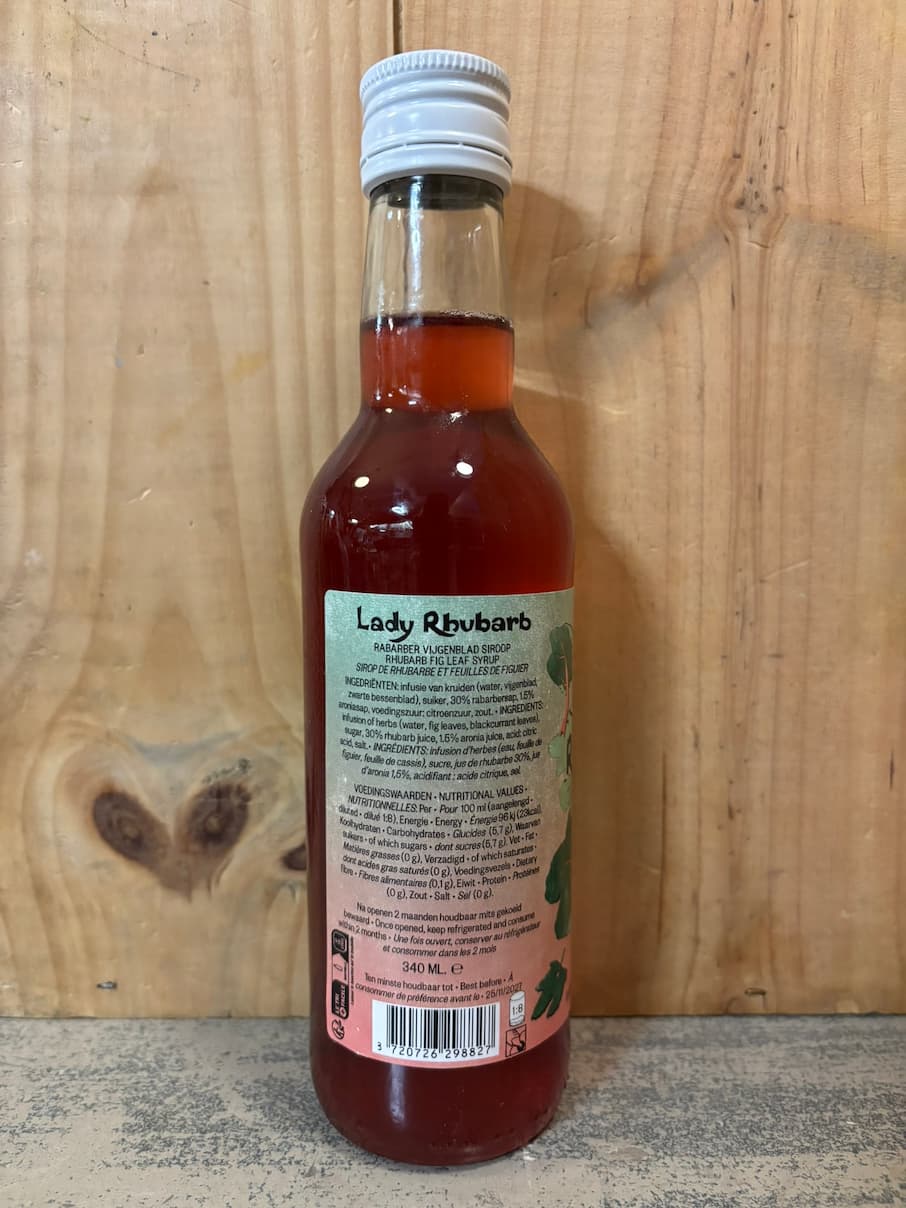 Lady Rhubarb
RABARBER VIJGENBLAD SIROOP
RHUBARB FIG LEAF SYRUP
SIROP DE RHUBARBE ET FEUILLES DE FIGUIER
INGREDIËNTEN: infusie van kruiden (water, vijgenblad,
zwarte bessenblad), suiker, 30% rabarbersap, 1.5%
aroniasap, voedingszuur: citroenzuur, zout. • INGREDIENTS:
infusion of herbs (water, fig leaves, blackcurrant leaves),
sugar, 30% rhubarb juice, 1.5% aronia juice, acid: citric
acid, salt. • INGRÉDIENTS: infusion d'herbes (eau, feuille de
figuier, feuille de cassis), sucre, jus de rhubarbe 30%, jus
d'aronia 1,5%, acidifiant : acide citrique, sel.
VOEDINGSWAARDEN • NUTRITIONAL VALUES •
NUTRITIONNELLES: Per • Pour 100 ml (aangelengd •
diluted • dilué 1:8), Energie • Energy • Énergie 96 kj (23kcal),
Koolhydraten • Carbohydrates • Glucides (5,7 g), Waarvan
suikers • of which sugars • dont sucres (5,7 g), Vet • Fat •
Matières grasses (0 g), Verzadigd • of which saturates •
dont acides gras saturés (0 g), Voedingsvezels • Dietary
fibre • Fibres alimentaires (0,1 g), Eiwit • Protein • Protéines
(0 g), Zout • Salt • Sel (0 g).
Na openen 2 maanden houdbaar mits gekoeld
bewaard • Once opened, keep refrigerated and consume
within 2 months • Une fois ouvert, conserver au réfrigérateur
et consommer dans les 2 mois
340 ML. ℮
Ten minste houdbaar tot • Best before • À
consommer de préférence avant le • 25/11/2027
1:8
3 720726 298827